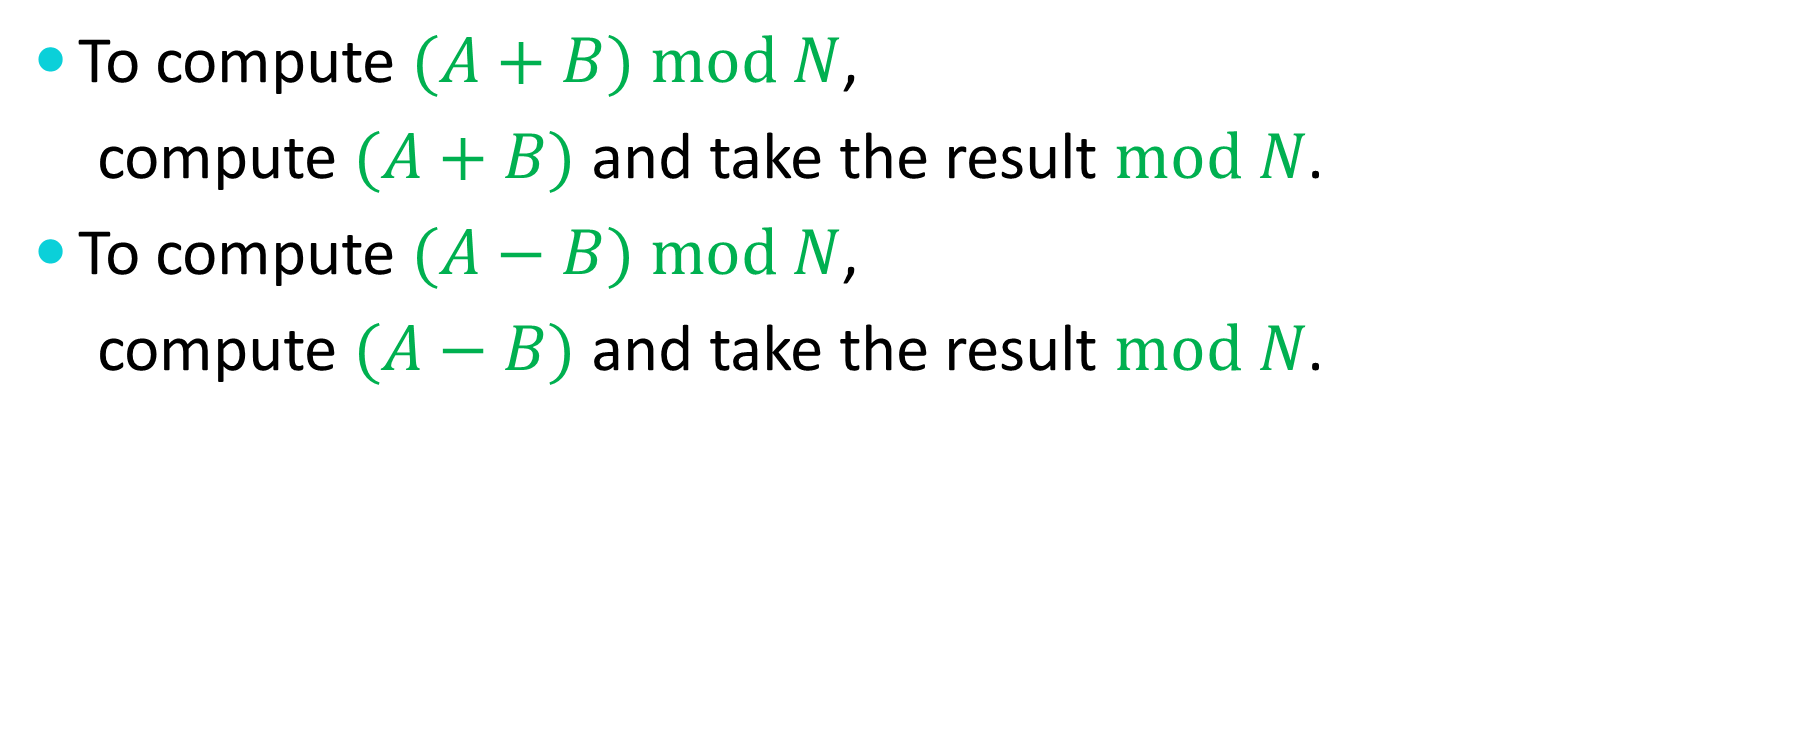 • To compute (A + B) mod N,
compute (A + B) and take the result mod N.
• To compute (A − B) mod N,
compute (A − B) and take the result mod N.